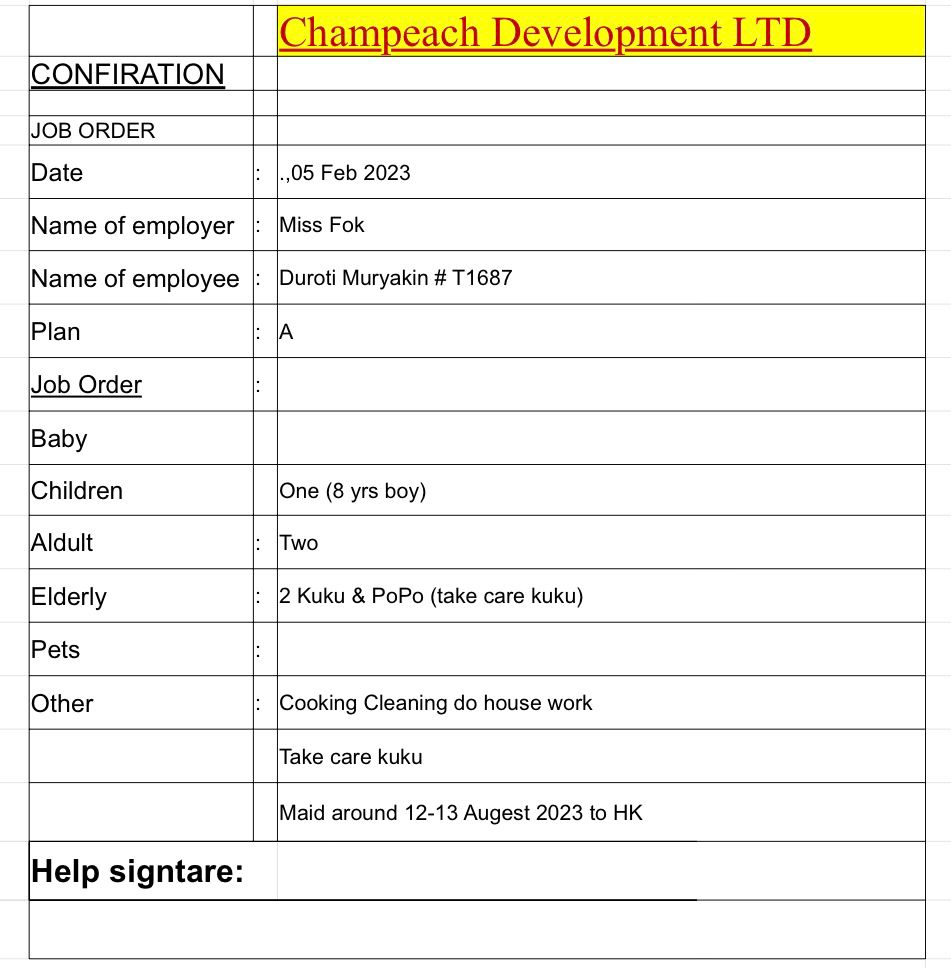 Champeach Development LTD
CONFIRATION
JOB ORDER
Date : .,05 Feb 2023
Name of employer : Miss Fok
Name of employee : Duroti Muryakin # T1687
Plan : A
Job Order :
Baby
Children One (8 yrs boy)
Aldult : Two
Elderly : 2 Kuku & PoPo (take care kuku)
Pets :
Other : Cooking Cleaning do house work
Take care kuku
Maid around 12-13 Augest 2023 to HK
Help signtare: